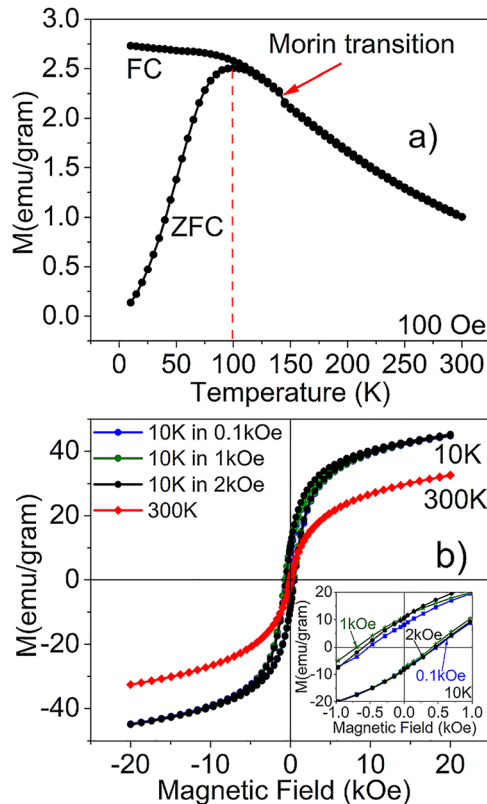 3.0
Morin transition
2.5
FC
2.0
a)
1.5
1.0
ZFC
0.5
0.0
100 Oe
M(emu/gram)
0 50 100 150 200 250 300
Temperature (K)
10K in 0.1kOe
10K in 1kOe
10K in 2kOe
300K
10K
300K
b)
40
20
0
-20
-40
M(emu/gram)
20
10
0
-10
-20
M(emu/gram)
1kOe
2kOe
0.1kOe
10K
-1.0 -0.5 0.0 0.5 1.0
Magnetic Field (kOe)
-20 -10 0 10 20
Magnetic Field (kOe)